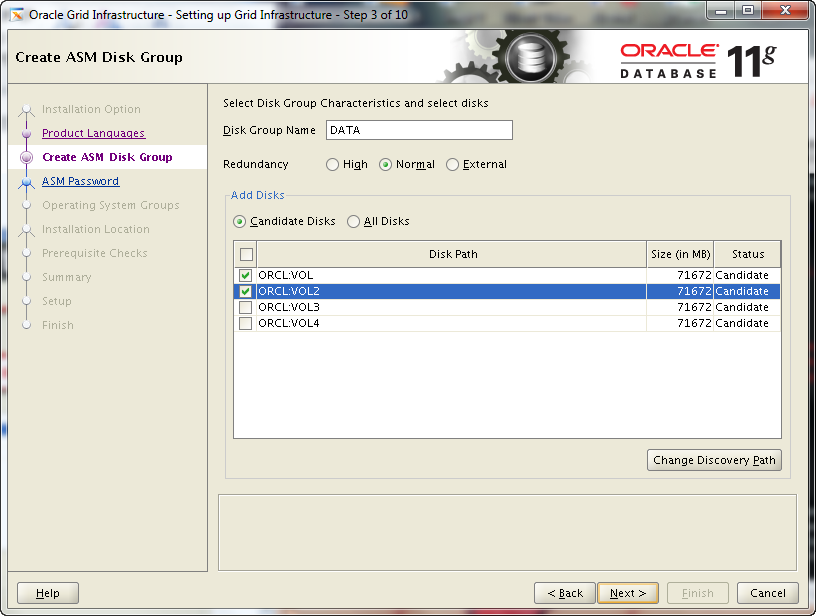 Oracle Grid Infrastructure - Setting up Grid Infrastructure - Step 3 of 10
Create ASM Disk Group
ORACLE
DATABASE 11g
Installation Option
Product Languages
Create ASM Disk Group
ASM Password
Operating System Groups
Installation Location
Prerequisite Checks
Summary
Setup
Finish
Select Disk Group Characteristics and select disks
Disk Group Name DATA
Redundancy High Normal External
Add Disks
Candidate Disks All Disks
Disk Path Size (in MB) Status
ORCL:VOL 71672 Candidate
ORCL:VOL2 71672 Candidate
ORCL:VOL3 71672 Candidate
ORCL:VOL4 71672 Candidate
Change Discovery Path
Help < Back Next > Finish Cancel